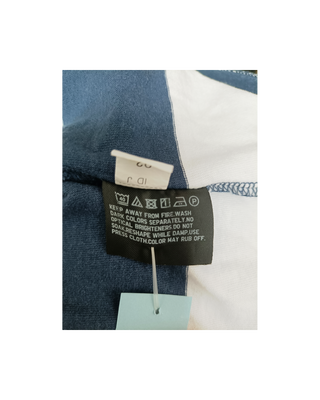 40 P
KEEP AWAY FROM FIRE.WASH
DARK COLORS SEPARATELY.NO
OPTICAL BRIGHTENERS DO NOT
SOAK.RESHAPE WHILE DAMP.USE
PRESS CLOTH.COLOR MAY RUB OFF.